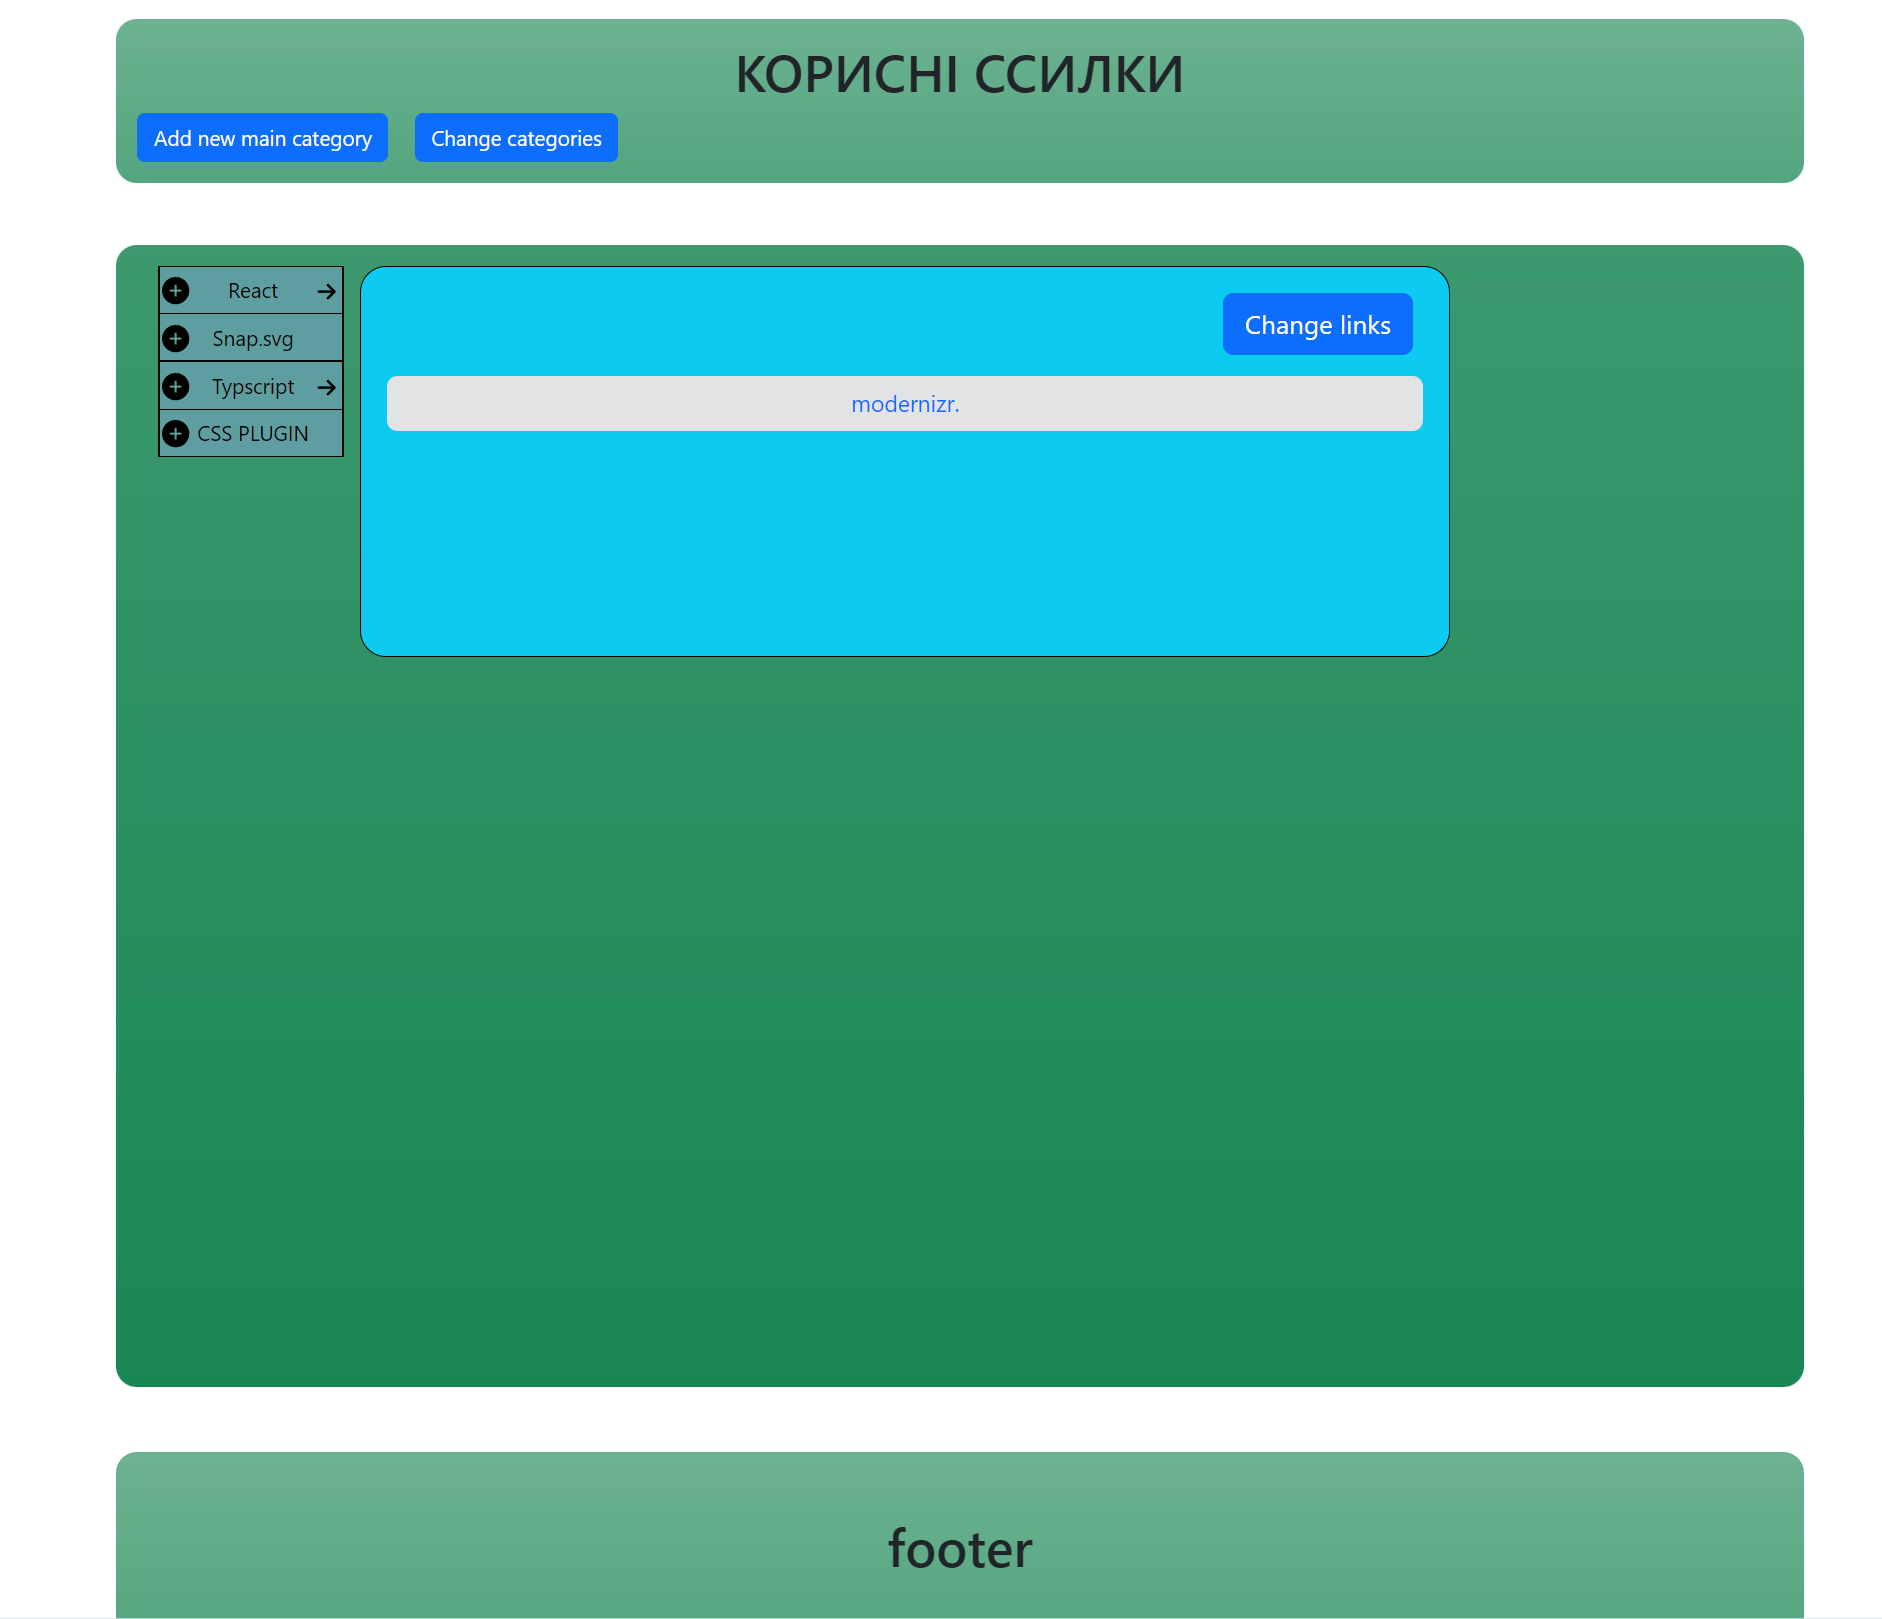 КОРИСНІ ССИЛКИ
Add new main category
Change categories
React
Snap.svg
Typscript
CSS PLUGIN
Change links
modernizr.
footer